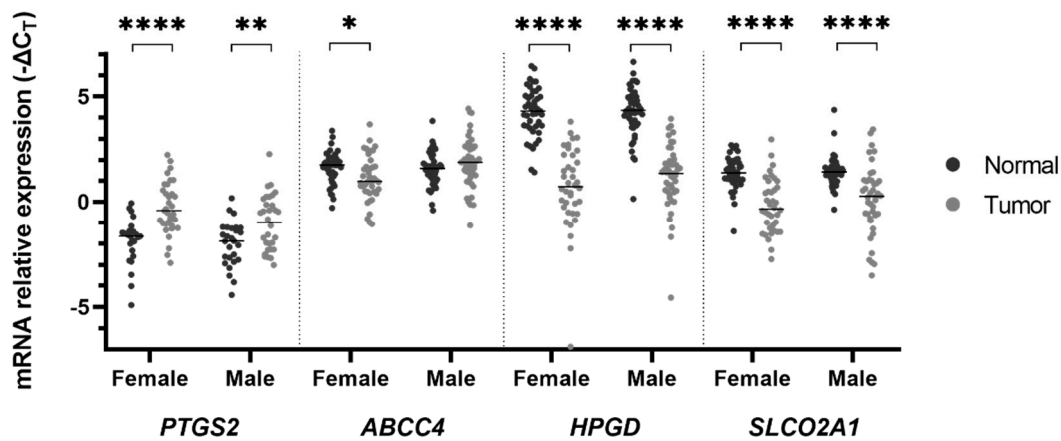 **** ** * **** **** **** ****
mRNA relative expression (-ΔCT)
5
0
-5
Normal
Tumor
Female Male Female Male Female Male Female Male
PTGS2 ABCC4 HPGD SLCO2A1